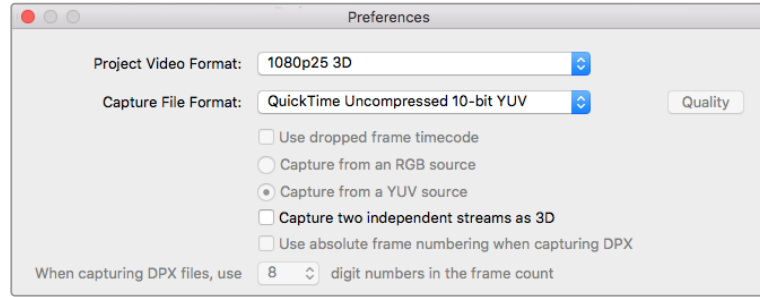 Preferences
Project Video Format: 1080p25 3D
Capture File Format: QuickTime Uncompressed 10-bit YUV Quality
Use dropped frame timecode
Capture from an RGB source
Capture from a YUV source
Capture two independent streams as 3D
Use absolute frame numbering when capturing DPX
When capturing DPX files, use 8 digit numbers in the frame count